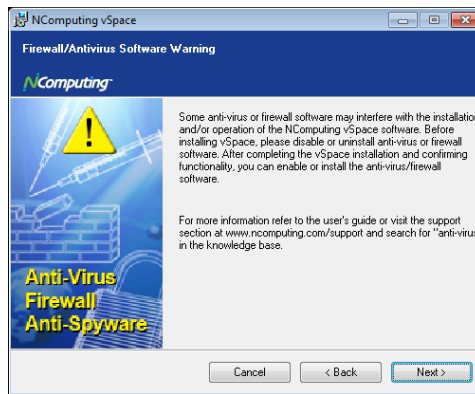 NComputing vSpace
Firewall/Antivirus Software Warning
NComputing
Some anti-virus or firewall software may interfere with the installation
and/or operation of the NComputing vSpace software. Before
installing vSpace, please disable or uninstall anti-virus or firewall
software. After completing the vSpace installation and confirming
functionality, you can enable or install the anti-virus/firewall
software.
For more information refer to the user's guide or visit the support
section at www.ncomputing.com/support and search for "anti-virus
in the knowledge base.
Anti-Virus
Firewall
Anti-Spyware
Cancel
< Back
Next >